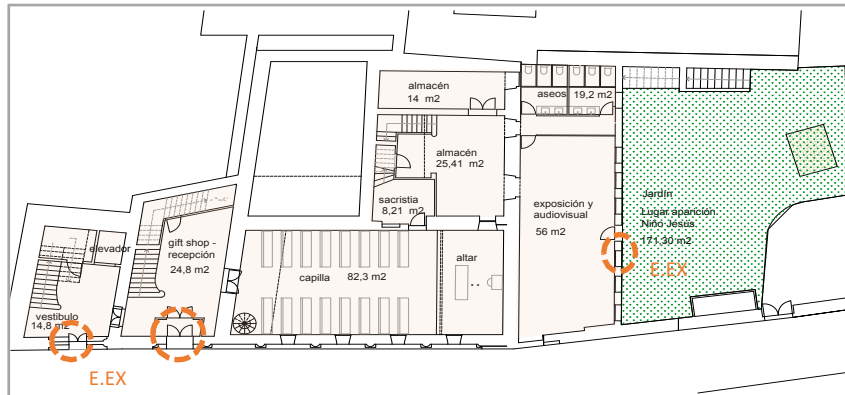 almacén
14 m2
aseos 19,2 m2
almacén
25,41 m2
sacristia
8,21 m2
exposición y
audiovisual
56 m2
Jardín
Lugar aparición
Niño Jesús
171,30 m2
E.EX
elevador
gift shop -
recepción
24,8 m2
capilla 82,3 m2
altar
vestíbulo
14,8 m2
E.EX